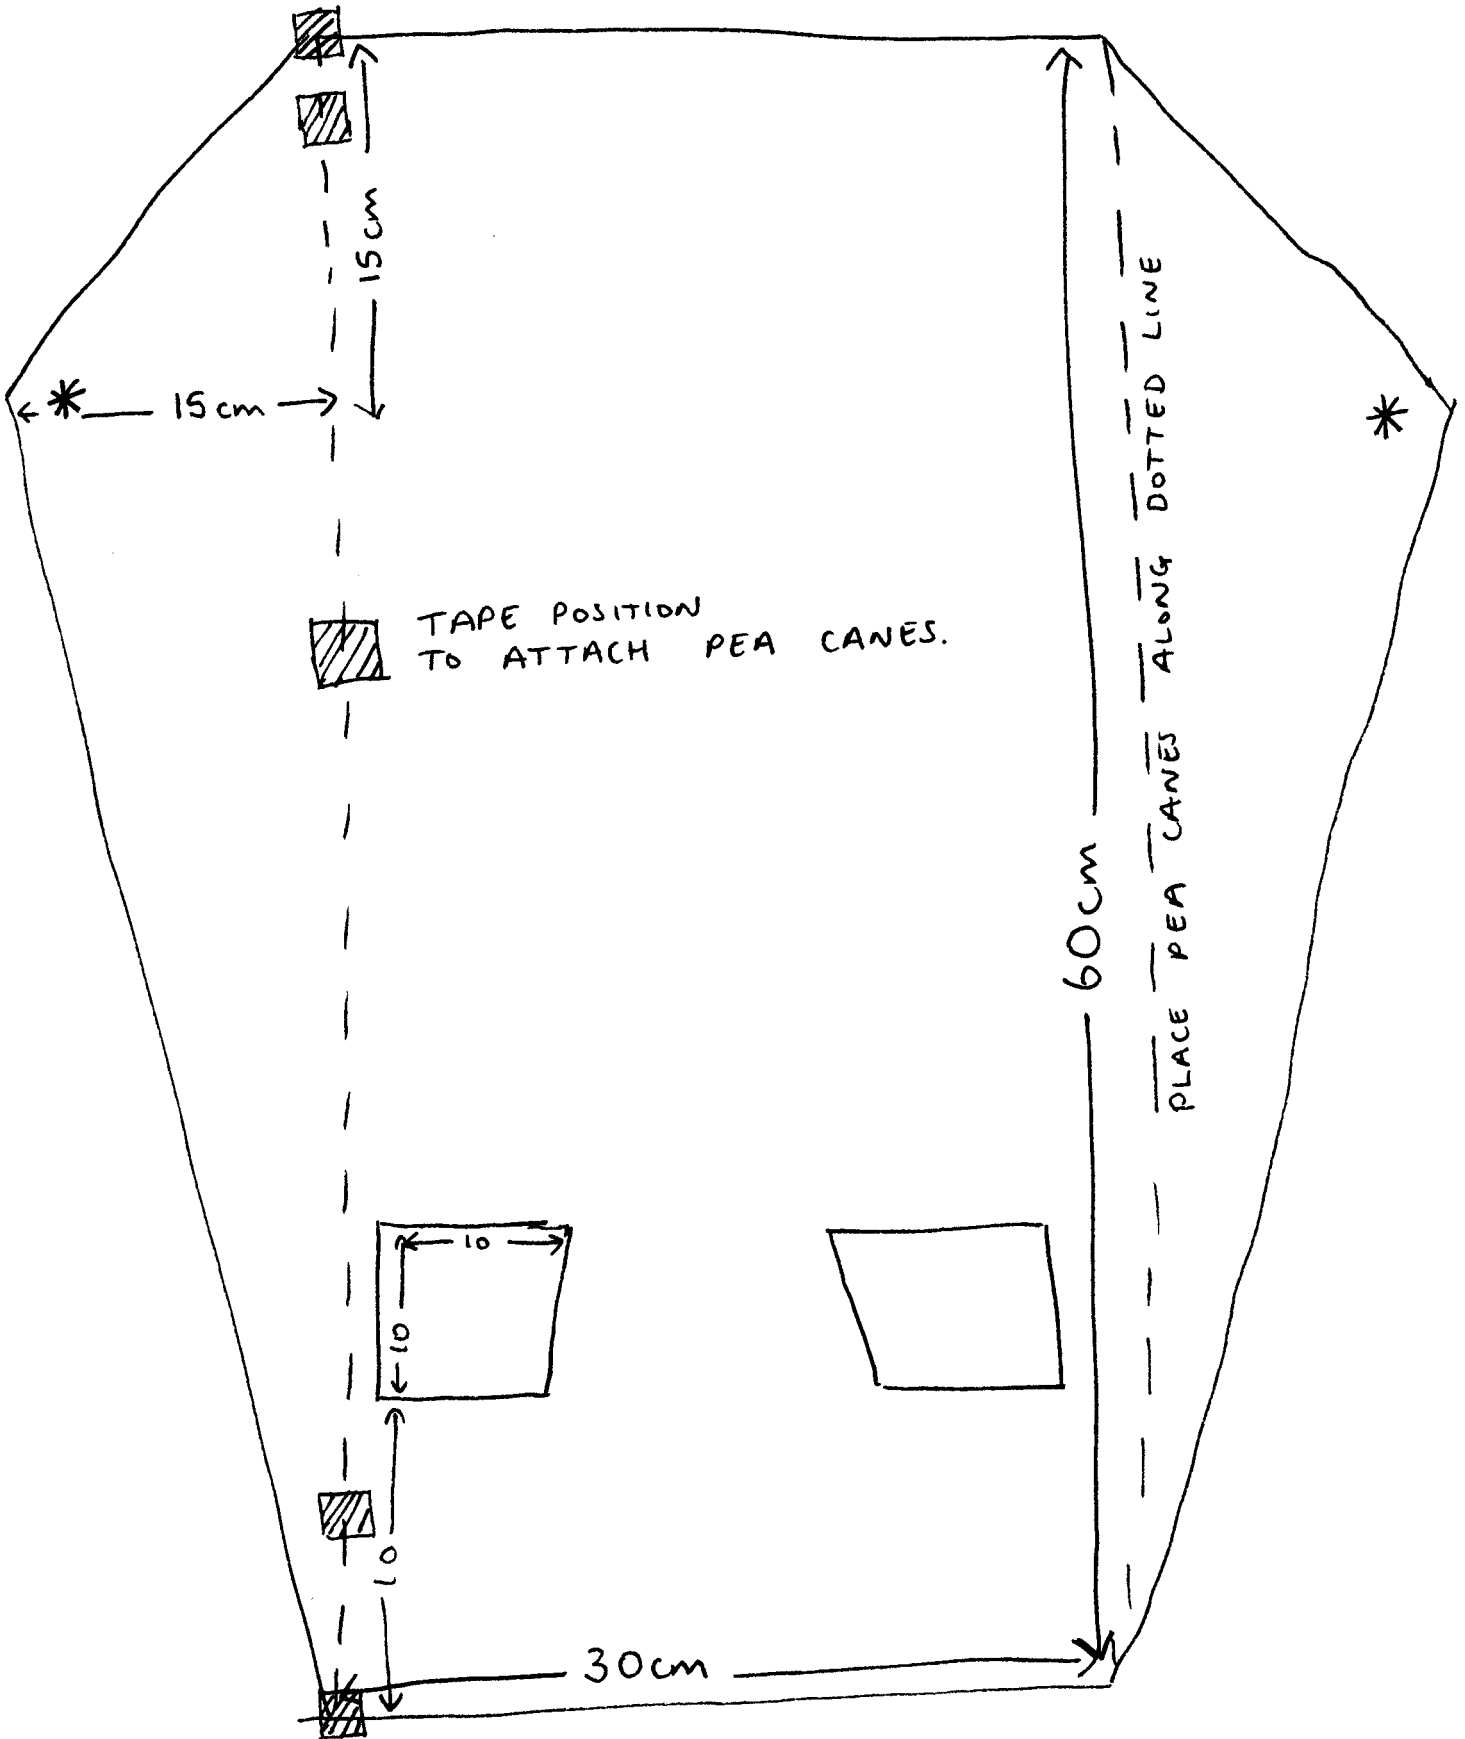 15cm
15cm
TAPE POSITION
TO ATTACH PEA CANES.
PLACE PEA CANES ALONG DOTTED LINE
60cm
10
10
10
30cm